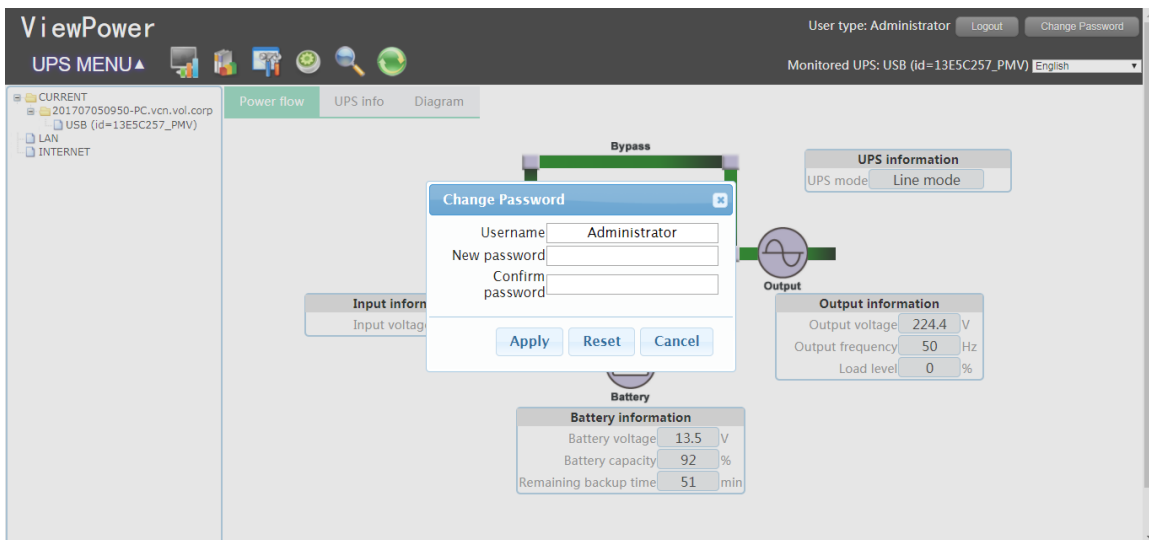 ViewPower
User type: Administrator Logout Change Password
UPS MENU▲
Monitored UPS: USB (id=13E5C257_PMV) English
CURRENT
201707050950-PC.vcn.vol.corp
USB (id=13E5C257_PMV)
LAN
INTERNET
Power flow UPS info Diagram
Bypass
UPS information
UPS mode Line mode
Change Password
Username Administrator
New password
Confirm
password
Apply Reset Cancel
Output
Input inform
Input voltag
Output information
Output voltage 224.4 V
Output frequency 50 Hz
Load level 0 %
Battery
Battery information
Battery voltage 13.5 V
Battery capacity 92 %
Remaining backup time 51 min